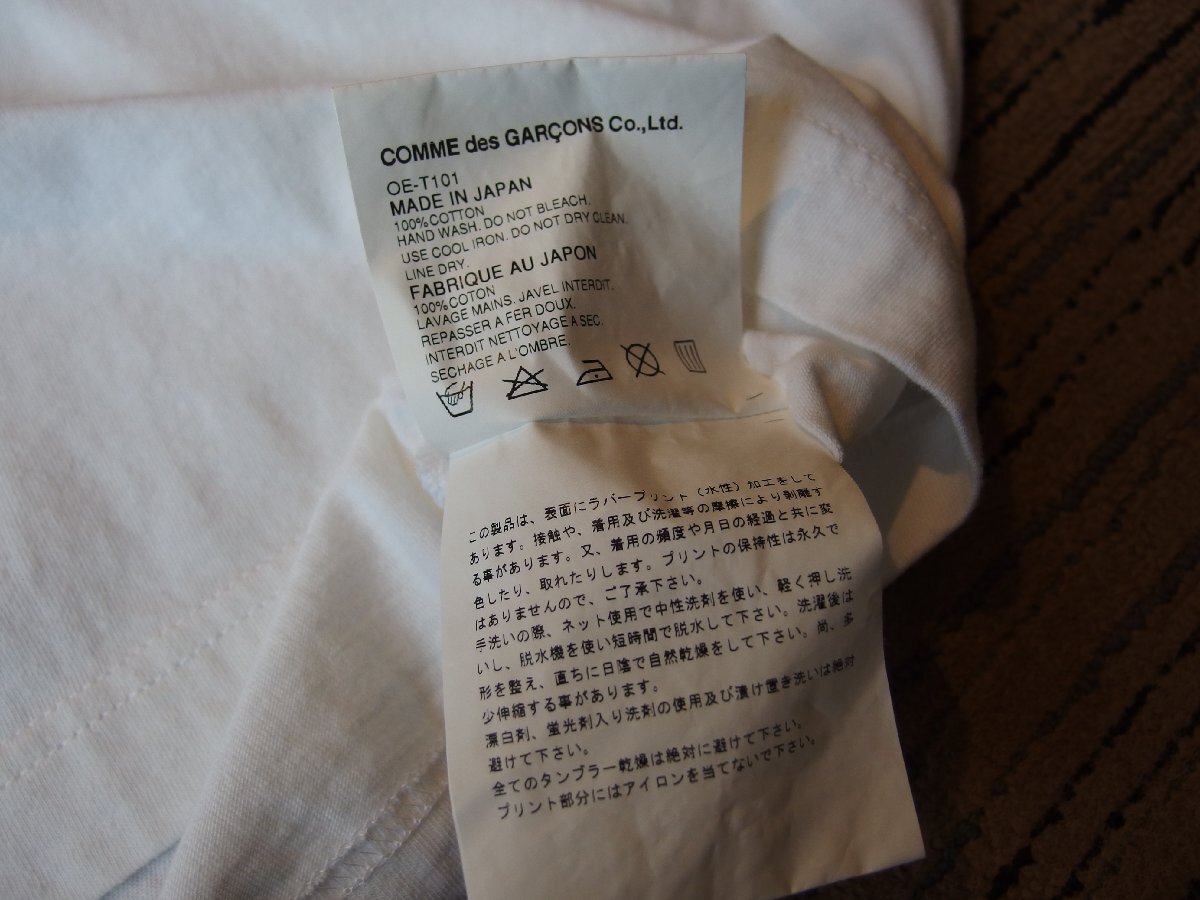 COMME des GARÇONS Co.,Ltd.
OE-T101
MADE IN JAPAN
100%COTTON
HAND WASH. DO NOT BLEACH.
USE COOL IRON. DO NOT DRY CLEAN.
LINE DRY.
FABRIQUE AU JAPON
100%COTON
LAVAGE MAINS. JAVEL INTERDIT.
REPASSER A FER DOUX.
INTERDIT NETTOYAGE A SEC.
SECHAGE A L'OMBRE.
この製品は、表面にラバープリント（水性）加工をして
あります。接触や、着用及び洗濯等の摩擦により剥離す
る事があります。又、着用の頻度や月日の経過と共に変
色したり、取れたりします。プリントの保持性は永久で
はありませんので、ご了承下さい。
手洗いの際、ネット使用で中性洗剤を使い、軽く押し洗
いし、脱水機を使い短時間で脱水して下さい。洗濯後は
形を整え、直ちに日陰で自然乾燥をして下さい。尚、多
少伸縮する事があります。
漂白剤、蛍光剤入り洗剤の使用及び漬け置き洗いは絶対
避けて下さい。
全てのタンブラー乾燥は絶対に避けて下さい。
プリント部分にはアイロンを当てないで下さい。